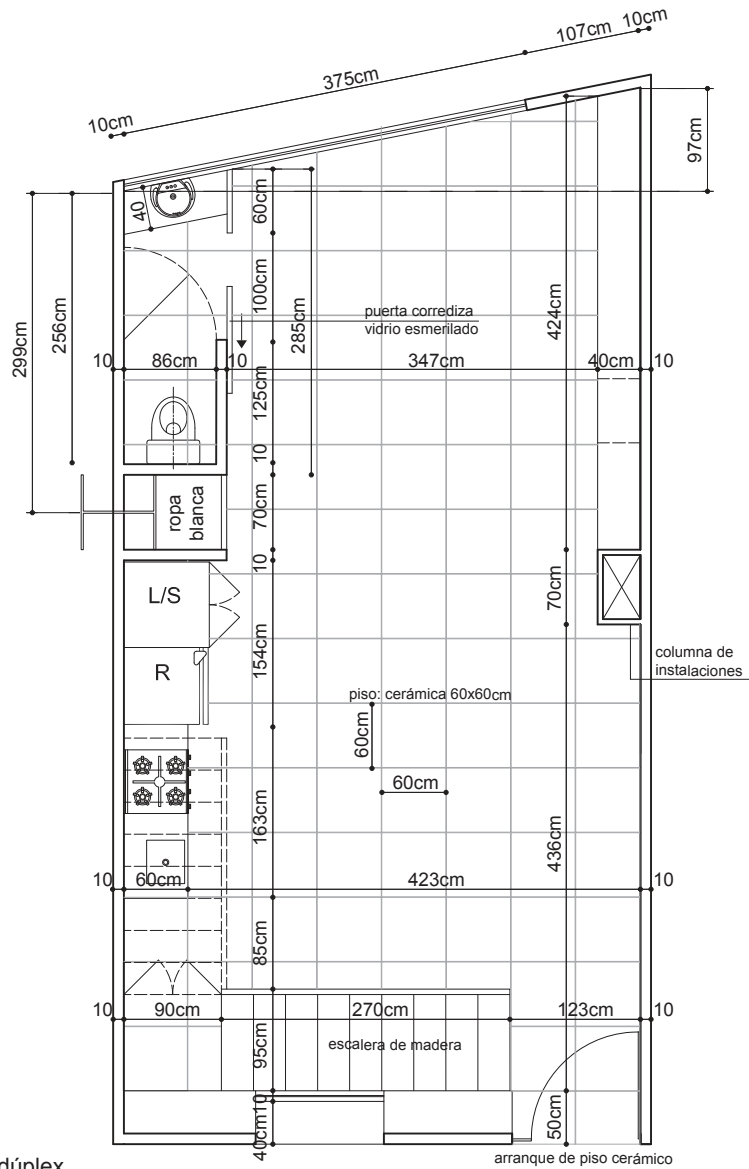 10cm
107cm
375cm
10cm
97cm
40
60cm
299cm
256cm
100cm
285cm
puerta corrediza
vidrio esmerilado
424cm
10
86cm
10
347cm
40cm
10
125cm
10
ropa
blanca
70cm
10
L/S
70cm
154cm
R
columna de
instalaciones
piso: cerámica 60x60cm
60cm
60cm
163cm
436cm
10
60cm
423cm
10
85cm
10
90cm
270cm
123cm
10
escalera de madera
95cm
10
40cm
50cm
dúplex
arranque de piso cerámico